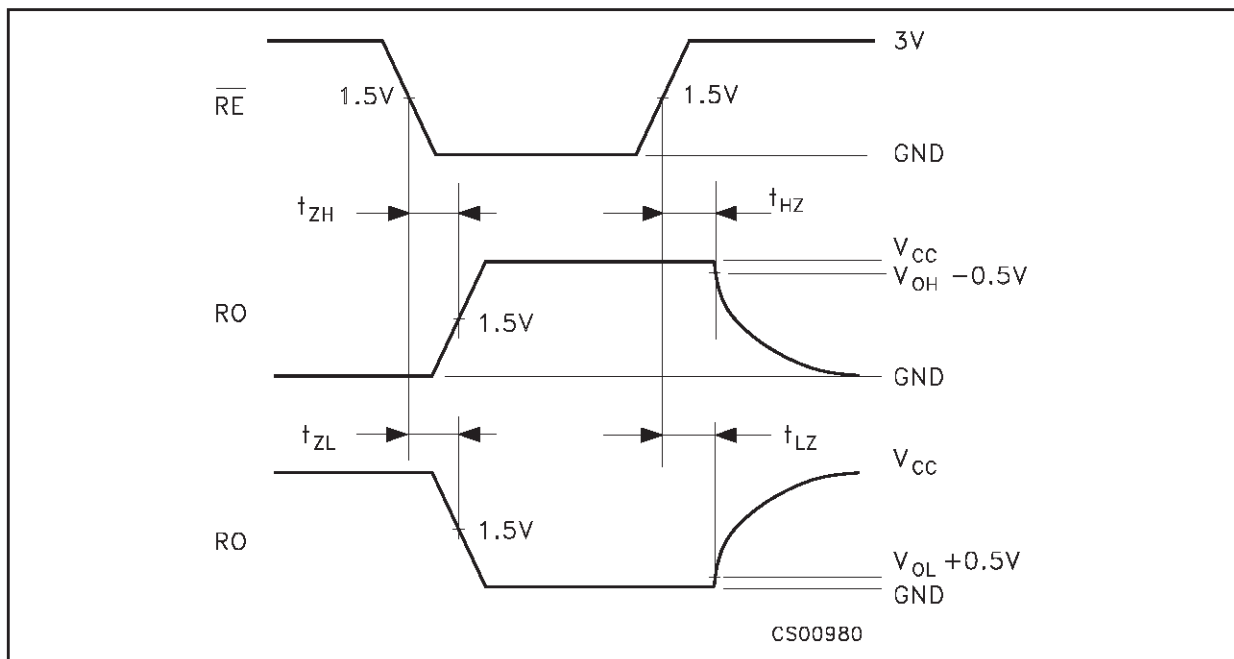 3V
RE 1.5V 1.5V
GND
tZH tHZ
VCC
VOH -0.5V
RO 1.5V
GND
tZL tLZ
VCC
RO 1.5V
VOL +0.5V
GND
CS00980